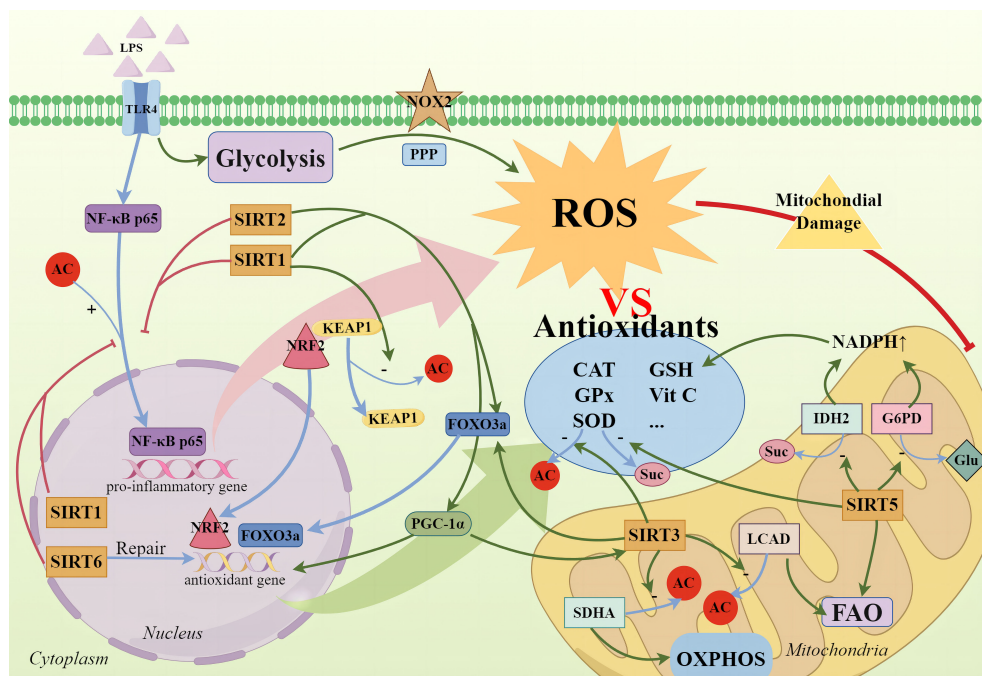 LPS
TLR4
NOX2
Glycolysis
PPP
ROS
Mitochondial
Damage
NF-κB p65
SIRT2
SIRT1
AC
+
VS
Antioxidants
KEAP1
NRF2
-
AC
KEAP1
CAT
GSH
GPx
Vit C
SOD
...
NADPH↑
IDH2
G6PD
FOXO3a
-
-
AC
Suc
Suc
-
-
Glu
NF-κB p65
pro-inflammatory gene
SIRT1
NRF2
FOXO3a
SIRT6
Repair
antioxidant gene
PGC-1α
SIRT3
LCAD
SIRT5
-
AC
-
AC
SDHA
FAO
OXPHOS
Nucleus
Cytoplasm
Mitochondria